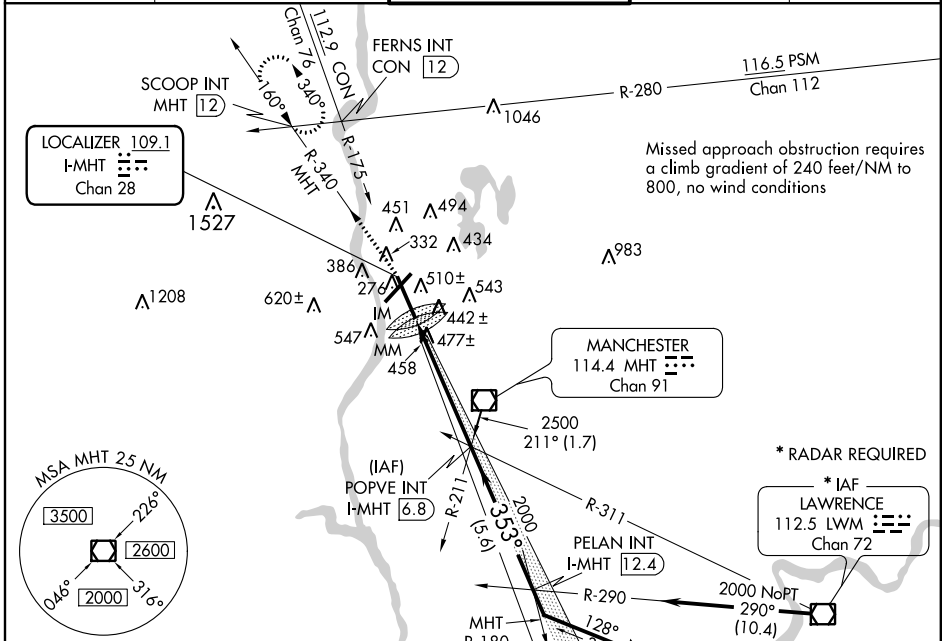 112.9 CON
Chan 76
FERNS INT
CON 12
SCOOP INT
MHT 12
160°
340°
116.5 PSM
Chan 112
R-280
1046
LOCALIZER 109.1
I-MHT
Chan 28
R-340
MHT
R-175
Missed approach obstruction requires
a climb gradient of 240 feet/NM to
800, no wind conditions
1527
451
494
332
434
983
386
276
510±
543
1208
620±
IM
442±
547
477±
MM
458
MANCHESTER
114.4 MHT
Chan 91
2500
211° (1.7)
(IAF)
POPVE INT
I-MHT 6.8
R-211
353°
(5.6)
2000
R-311
* RADAR REQUIRED
* IAF
LAWRENCE
112.5 LWM
Chan 72
MSA MHT 25 NM
3500
226°
2600
046°
2000
316°
PELAN INT
I-MHT 12.4
R-290
2000 NoPT
290°
(10.4)
MHT
128°